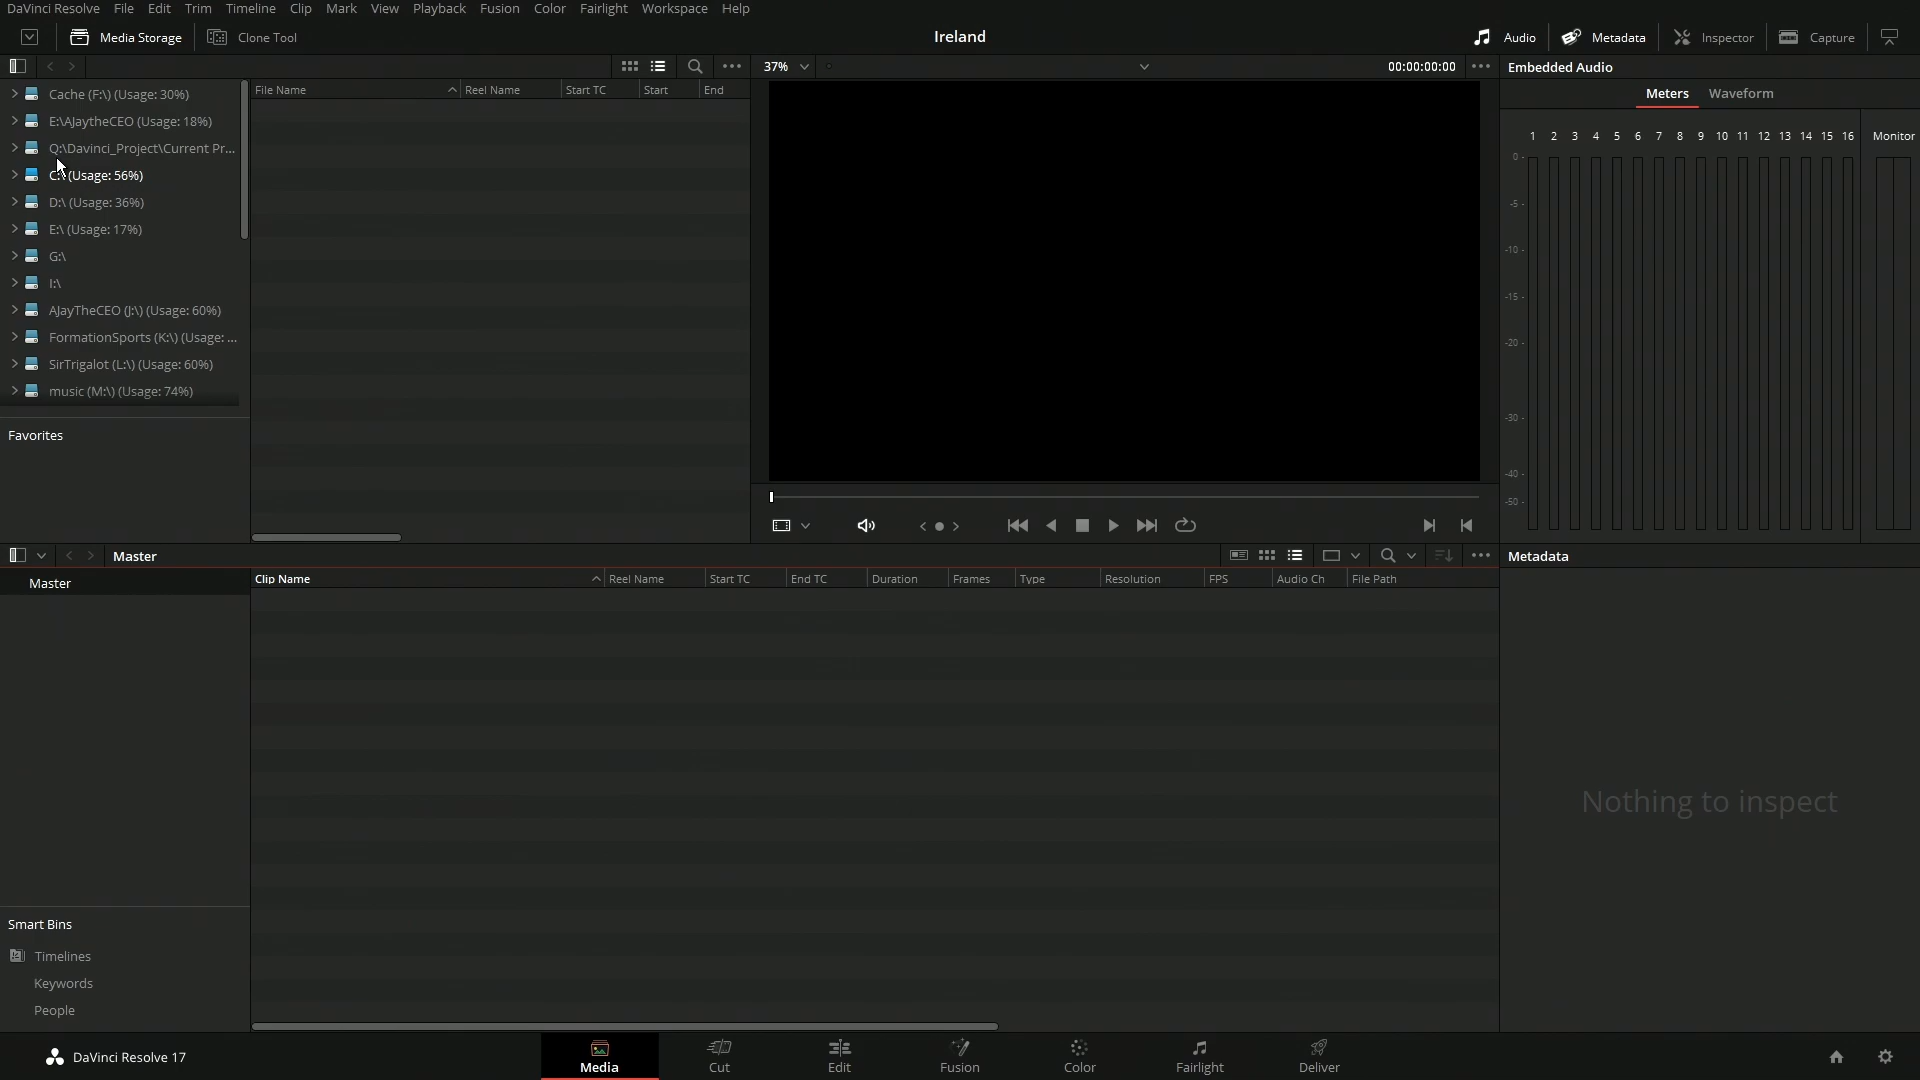 DaVinci Resolve File Edit Trim Timeline Clip Mark View Playback Fusion Color Fairlight Workspace Help
Media Storage Clone Tool Ireland Audio Metadata Inspector Capture
37% 00:00:00:00 Embedded Audio
File Name Reel Name Start TC Start End
Meters Waveform
Cache (F:\) (Usage: 30%)
E:\AJaytheCEO (Usage: 18%)
Q:\Davinci_Project\Current Pr...
C:\ (Usage: 56%)
D:\ (Usage: 36%)
E:\ (Usage: 17%)
G:\
I:\
AJayTheCEO (J:\) (Usage: 60%)
FormationSports (K:\) (Usage: ...
SirTrigalot (L:\) (Usage: 60%)
music (M:\) (Usage: 74%)
Favorites
1 2 3 4 5 6 7 8 9 10 11 12 13 14 15 16 Monitor
0 -
-5 -
-10 -
-15 -
-20 -
-30 -
-40 -
-50 -
Master Metadata
Master
Clip Name Reel Name Start TC End TC Duration Frames Type Resolution FPS Audio Ch File Path
Nothing to inspect
Smart Bins
Timelines
Keywords
People
DaVinci Resolve 17
Media Cut Edit Fusion Color Fairlight Deliver